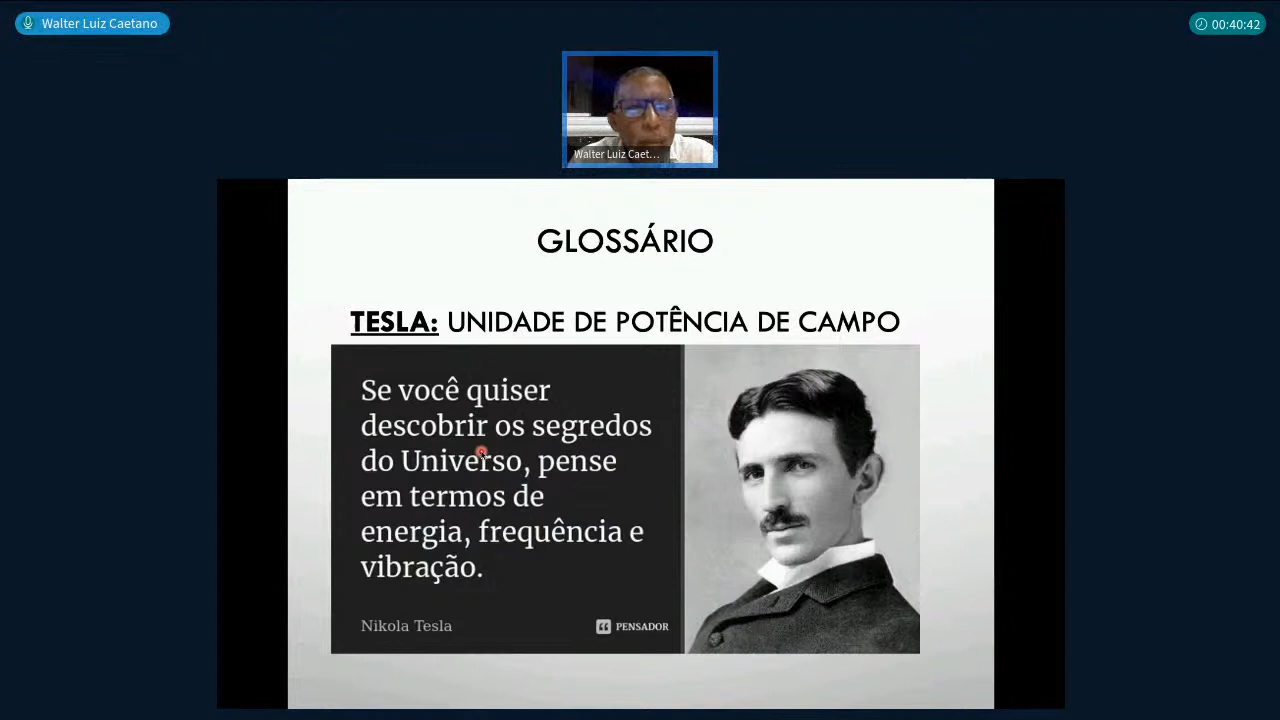 Walter Luiz Caetano
00:40:42
Walter Luiz Caet...
GLOSSÁRIO
TESLA: UNIDADE DE POTÊNCIA DE CAMPO
Se você quiser
descobrir os segredos
do Universo, pense
em termos de
energia, frequência e
vibração.
Nikola Tesla
PENSADOR